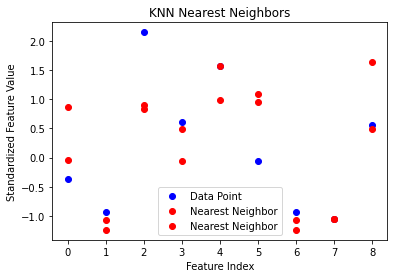 KNN Nearest Neighbors
Standardized Feature Value
2.0
1.5
1.0
0.5
0.0
−0.5
−1.0
Data Point
Nearest Neighbor
Nearest Neighbor
0 1 2 3 4 5 6 7 8
Feature Index